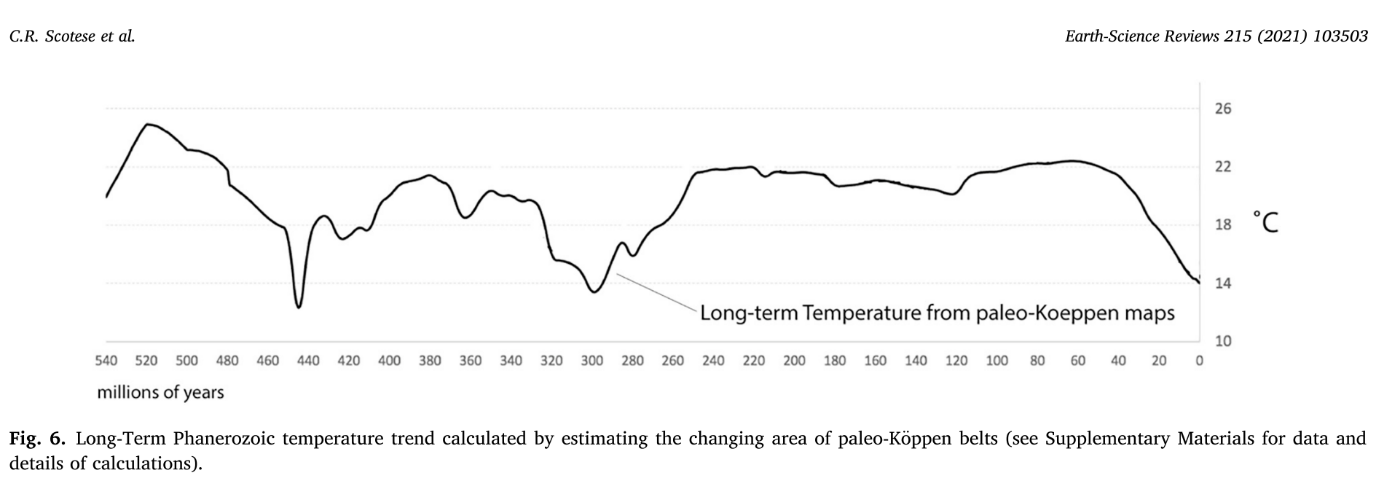 C.R. Scotese et al.
Earth-Science Reviews 215 (2021) 103503
26
22
18
°C
14
Long-term Temperature from paleo-Koeppen maps
10
540 520 500 480 460 440 420 400 380 360 340 320 300 280 260 240 220 200 180 160 140 120 100 80 60 40 20 0
millions of years
Fig. 6. Long-Term Phanerozoic temperature trend calculated by estimating the changing area of paleo-Köppen belts (see Supplementary Materials for data and
details of calculations).